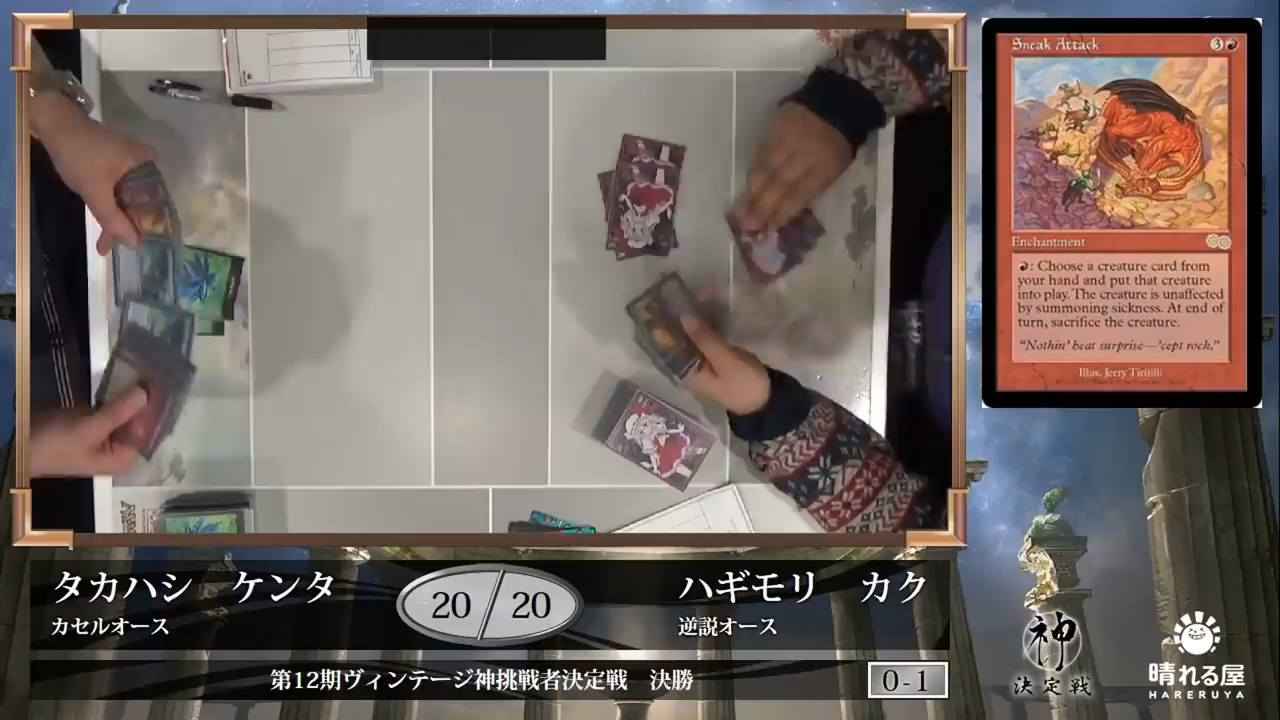 Sneak Attack
3
Enchantment
: Choose a creature card from
your hand and put that creature
into play. The creature is unaffected
by summoning sickness. At end of
turn, sacrifice the creature.
"Nothin' beat surprise—'cept rock."
Illus. Jerry Tiritilli
タカハシ ケンタ
カセルオース
20/20
ハギモリ カク
逆説オース
第12期ヴィンテージ神挑戦者決定戦 決勝
0-1
神
決定戦
晴れる屋
HARERUYA